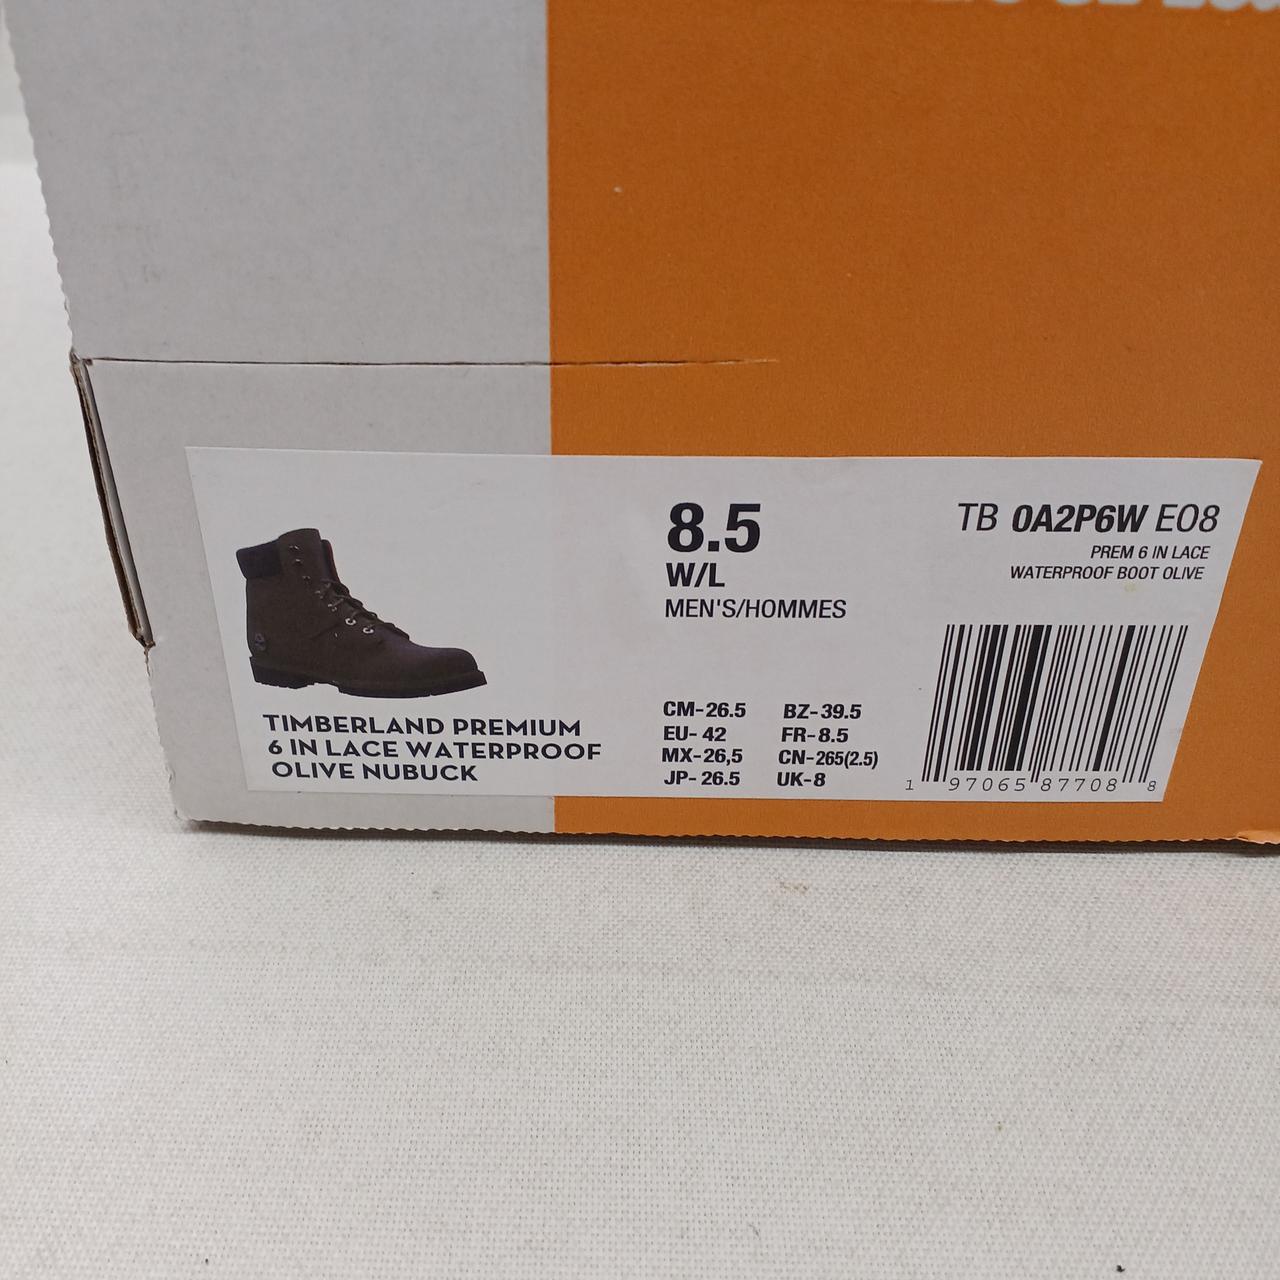 8.5
W/L
MEN'S/HOMMES
TB 0A2P6W EO8
PREM 6 IN LACE
WATERPROOF BOOT OLIVE
TIMBERLAND PREMIUM
6 IN LACE WATERPROOF
OLIVE NUBUCK
CM-26.5 BZ-39.5
EU- 42 FR-8.5
MX-26,5 CN-265(2.5)
JP- 26.5 UK-8
1 97065 87708 8